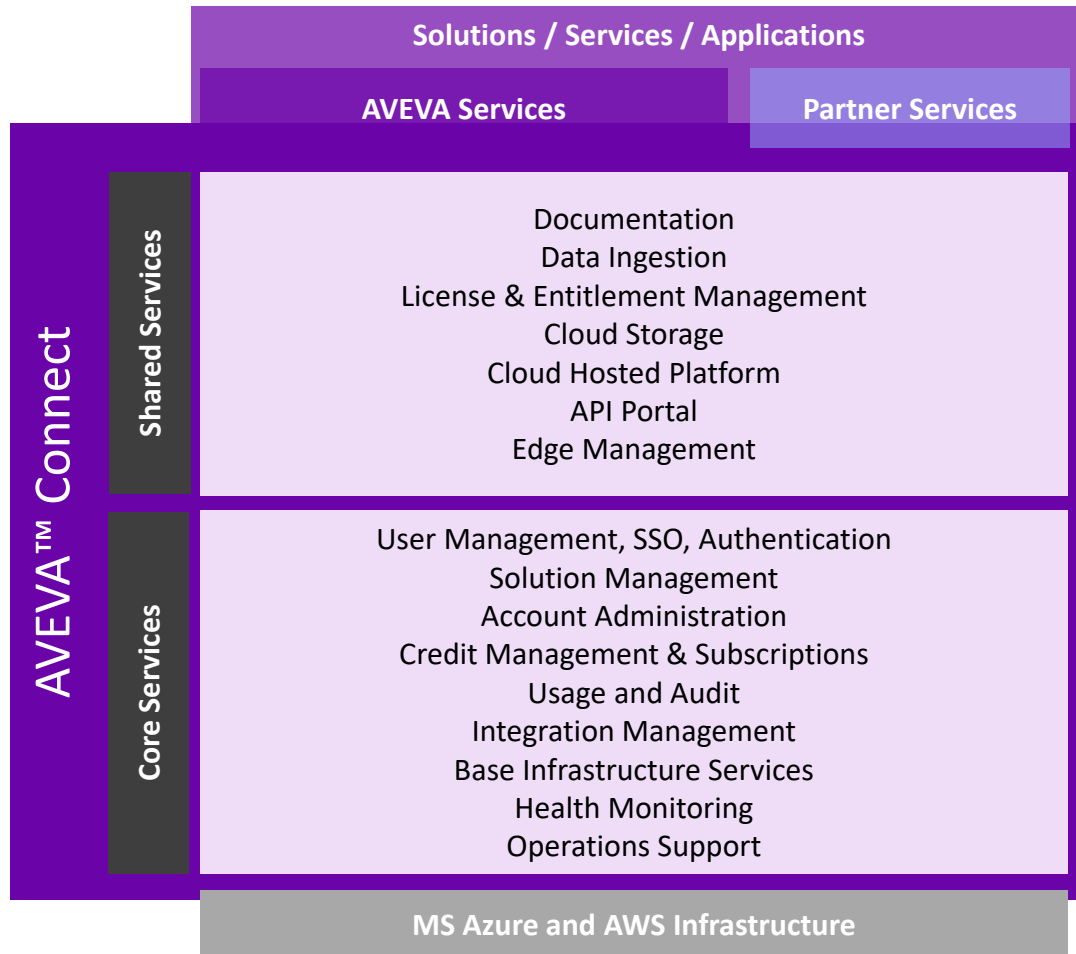 Solutions / Services / Applications
AVEVA Services
Partner Services
AVEVA™ Connect
Shared Services
Documentation
Data Ingestion
License & Entitlement Management
Cloud Storage
Cloud Hosted Platform
API Portal
Edge Management
Core Services
User Management, SSO, Authentication
Solution Management
Account Administration
Credit Management & Subscriptions
Usage and Audit
Integration Management
Base Infrastructure Services
Health Monitoring
Operations Support
MS Azure and AWS Infrastructure